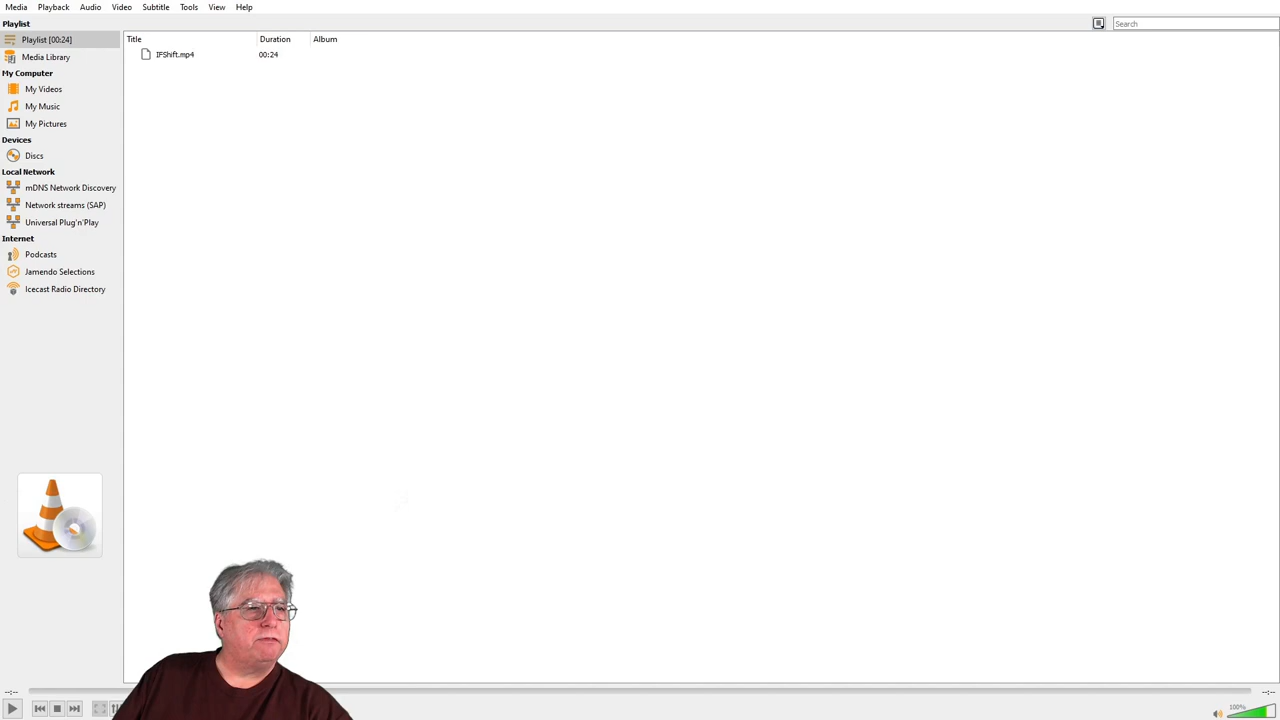 Media Playback Audio Video Subtitle Tools View Help
Playlist
Search
Playlist [00:24]
Title Duration Album
IFShift.mp4 00:24
Media Library
My Computer
My Videos
My Music
My Pictures
Devices
Discs
Local Network
mDNS Network Discovery
Network streams (SAP)
Universal Plug'n'Play
Internet
Podcasts
Jamendo Selections
Icecast Radio Directory
--:-- --:--
100%